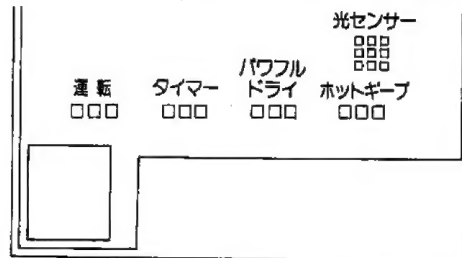 光センサー
運転
タイマー
パワフル
ドライ
ホットギープ